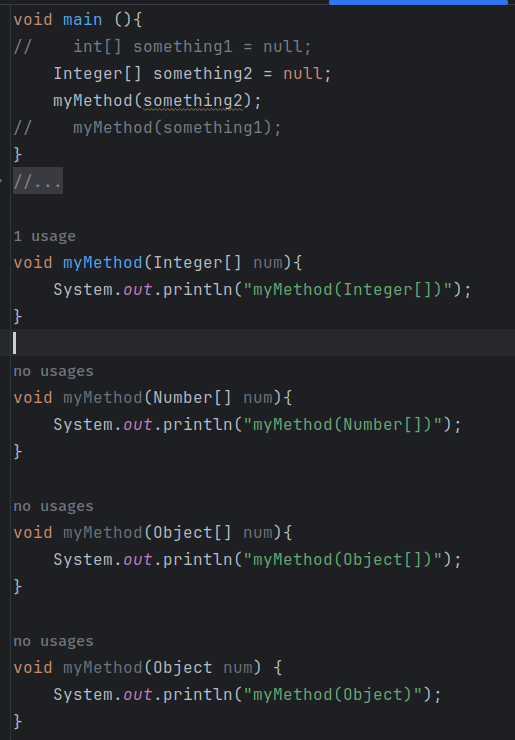 void main (){
//    int[] something1 = null;
    Integer[] something2 = null;
    myMethod(something2);
//    myMethod(something1);
}
//...
1 usage
void myMethod(Integer[] num){
    System.out.println("myMethod(Integer[])");
}
no usages
void myMethod(Number[] num){
    System.out.println("myMethod(Number[])");
}
no usages
void myMethod(Object[] num){
    System.out.println("myMethod(Object[])");
}
no usages
void myMethod(Object num) {
    System.out.println("myMethod(Object)");
}